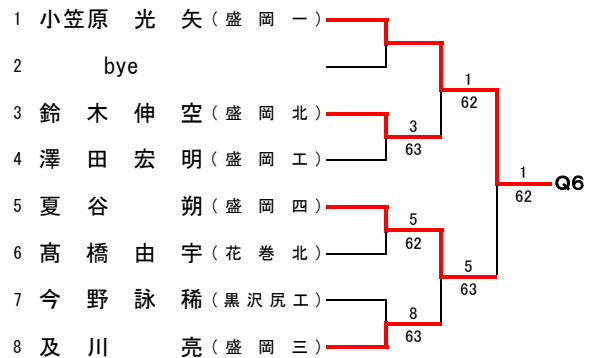 1 小笠原 光 矢 (盛 岡 一)
2 bye
1
62
3 鈴 木 伸 空 (盛 岡 北)
3
63
4 澤 田 宏 明 (盛 岡 工)
1
62
Q6
5 夏 谷 朔 (盛 岡 四)
5
62
6 髙 橋 由 宇 (花 巻 北)
5
63
7 今 野 詠 稀 (黒沢尻工)
8
63
8 及 川 亮 (盛 岡 三)